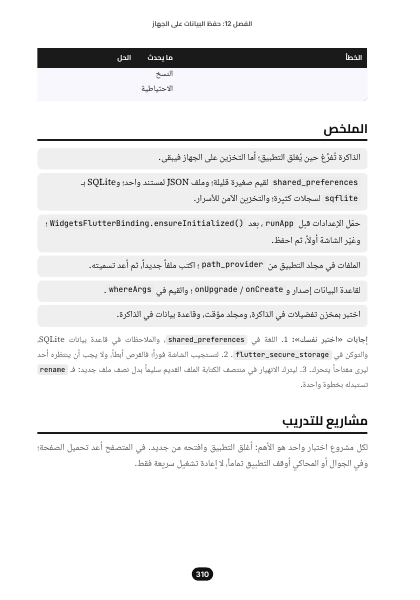 الفصل 12: حفظ البيانات على الجهاز
الخطأ ما يحدث الحل
النسخ
الاحتياطية
الملخص
الذاكرة تُفرَّغ حين يُغلق التطبيق؛ أما التخزين على الجهاز فيبقى.
shared_preferences لقيم صغيرة قليلة؛ وملف JSON لمستند واحد؛ وSQLite بـ
sqflite لسجلات كثيرة؛ والتخزين الآمن للأسرار.
حمّل الإعدادات قبل runApp ، بعد WidgetsFlutterBinding.ensureInitialized() ؛
وغيّر الشاشة أولاً، ثم احفظ.
الملفات في مجلد التطبيق من path_provider ؛ اكتب ملفاً جديداً، ثم أعد تسميته.
لقاعدة البيانات إصدار و onCreate / onUpgrade ؛ والقيم في whereArgs .
اختبر بمخزن تفضيلات في الذاكرة، ومجلد مؤقت، وقاعدة بيانات في الذاكرة.
إجابات «اختبر نفسك»: 1. اللغة في shared_preferences ، والملاحظات في قاعدة بيانات SQLite،
والتوكن في flutter_secure_storage . 2. لتستجيب الشاشة فوراً؛ فالقرص أبطأ، ولا يجب أن ينتظره أحد
ليرى مفتاحاً يتحرك. 3. ليترك الانهيار في منتصف الكتابة الملف القديم سليماً بدل نصف ملف جديد: فـ rename
تستبدله بخطوة واحدة.
مشاريع للتدريب
لكل مشروع اختبار واحد هو الأهم: أغلق التطبيق وافتحه من جديد. في المتصفح أعد تحميل الصفحة؛
وفي الجوال أو المحاكي أوقف التطبيق تماماً، لا إعادة تشغيل سريعة فقط.
310